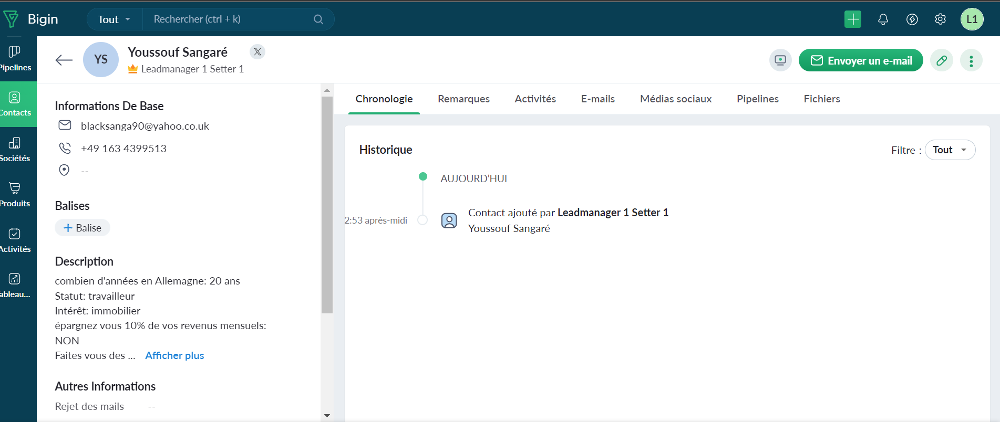 Bigin
Tout
Rechercher (ctrl + k)
L1
Pipelines
Contacts
Sociétés
Produits
Activités
ableau...
YS
Youssouf Sangaré
Leadmanager 1 Setter 1
Envoyer un e-mail
Informations De Base
blacksanga90@yahoo.co.uk
+49 163 4399513
--
Balises
+ Balise
Description
combien d'années en Allemagne: 20 ans
Statut: travailleur
Intérêt: immobilier
épargnez vous 10% de vos revenus mensuels:
NON
Faites vous des ... Afficher plus
Autres Informations
Rejet des mails --
Chronologie Remarques Activités E-mails Médias sociaux Pipelines Fichiers
Historique
Filtre : Tout
AUJOURD'HUI
2:53 après-midi
Contact ajouté par Leadmanager 1 Setter 1
Youssouf Sangaré